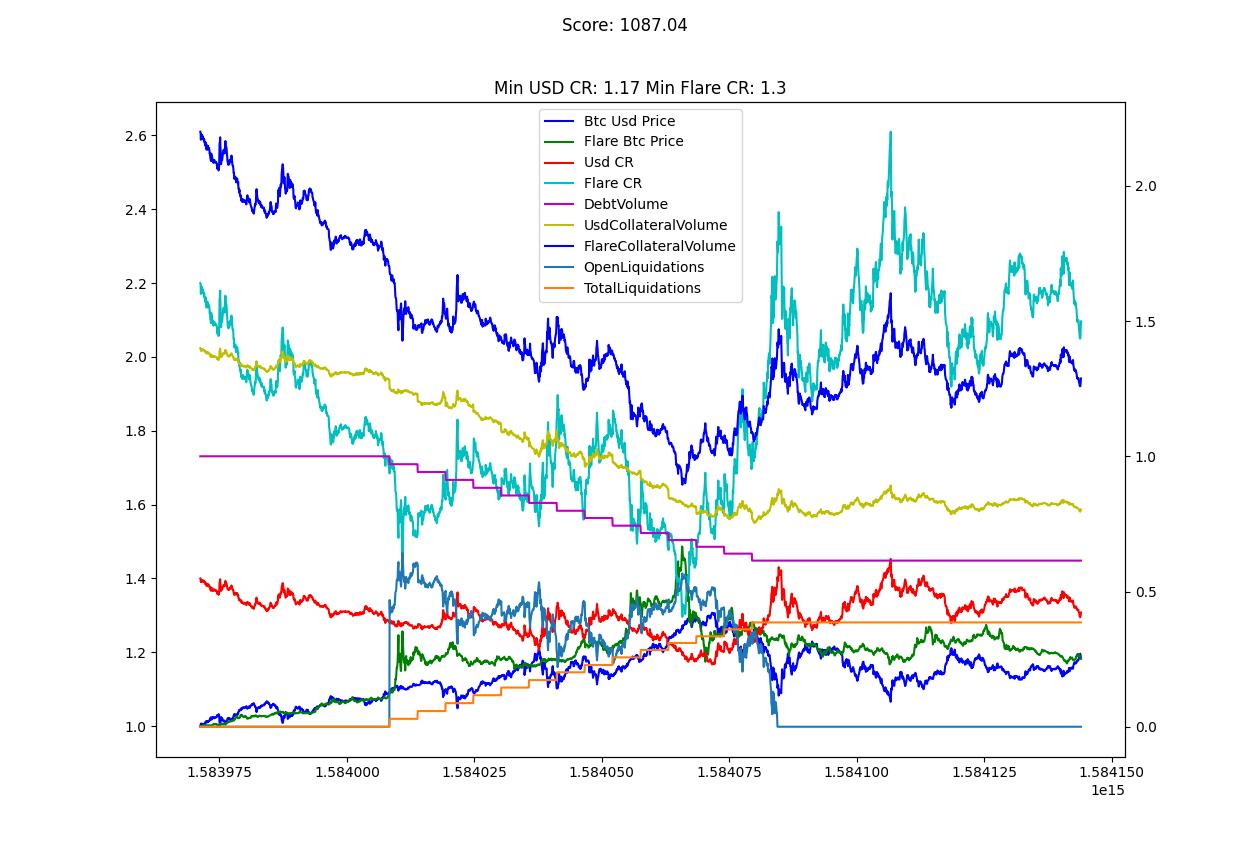 Score: 1087.04
Min USD CR: 1.17 Min Flare CR: 1.3
Btc Usd Price
Flare Btc Price
Usd CR
Flare CR
DebtVolume
UsdCollateralVolume
FlareCollateralVolume
OpenLiquidations
TotalLiquidations
2.6
2.4
2.2
2.0
1.8
1.6
1.4
1.2
1.0
2.0
1.5
1.0
0.5
0.0
1.583975 1.584000 1.584025 1.584050 1.584075 1.584100 1.584125 1.584150
1e15